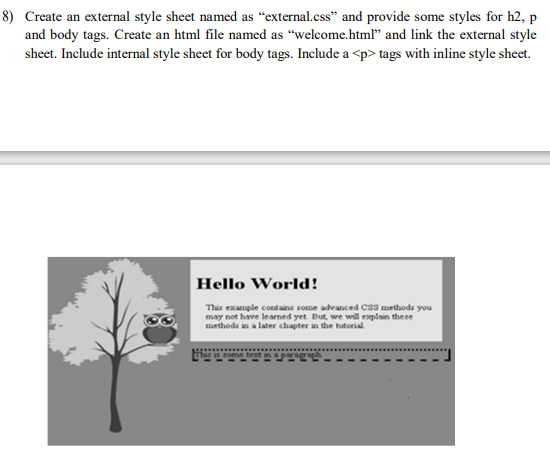 8) Create an external style sheet named as “external.css” and provide some styles for h2, p
and body tags. Create an html file named as “welcome.html” and link the external style
sheet. Include internal style sheet for body tags. Include a <p> tags with inline style sheet.
Hello World!
This example contains some advanced CSS methods you
may not have learned yet. But, we will explain these
methods in a later chapter in the tutorial.
This is some text in a paragraph.